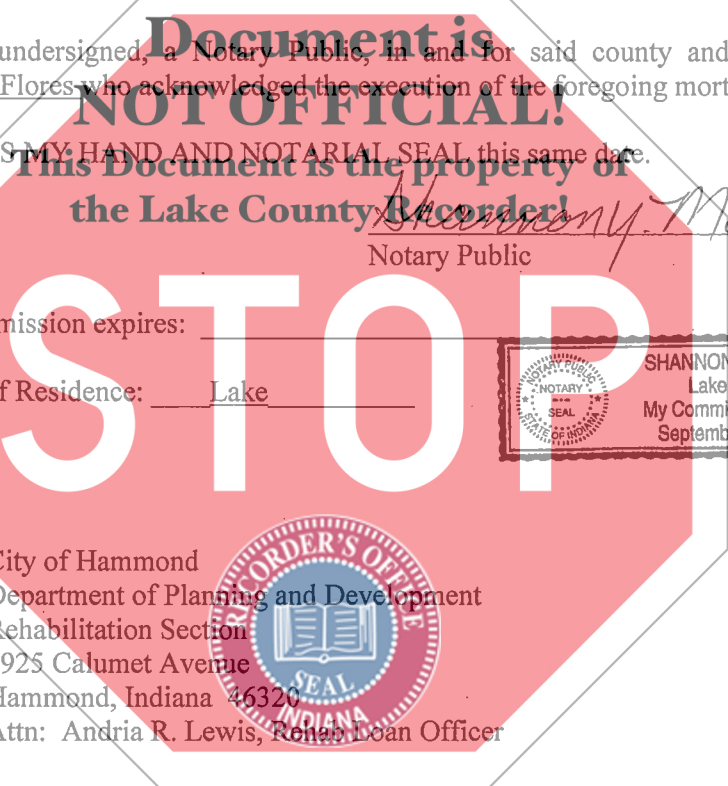 undersigned, a Notary Public, in and for said county and
Flores who acknowledged the execution of the foregoing mort
S MY HAND AND NOTARIAL SEAL this same date.
Document is
NOT OFFICIAL!
This Document is the property of
the Lake County Recorder!
Shannon Y. M
Notary Public
STOP
mission expires:
of Residence: Lake
NOTARY PUBLIC
NOTARY
SEAL
STATE OF INDIANA
SHANNON
Lake
My Commi
Septemb
City of Hammond
Department of Planning and Development
Rehabilitation Section
925 Calumet Avenue
Hammond, Indiana 46320
Attn: Andria R. Lewis, Rehab Loan Officer
RECORDER'S OFFICE
SEAL
INDIANA